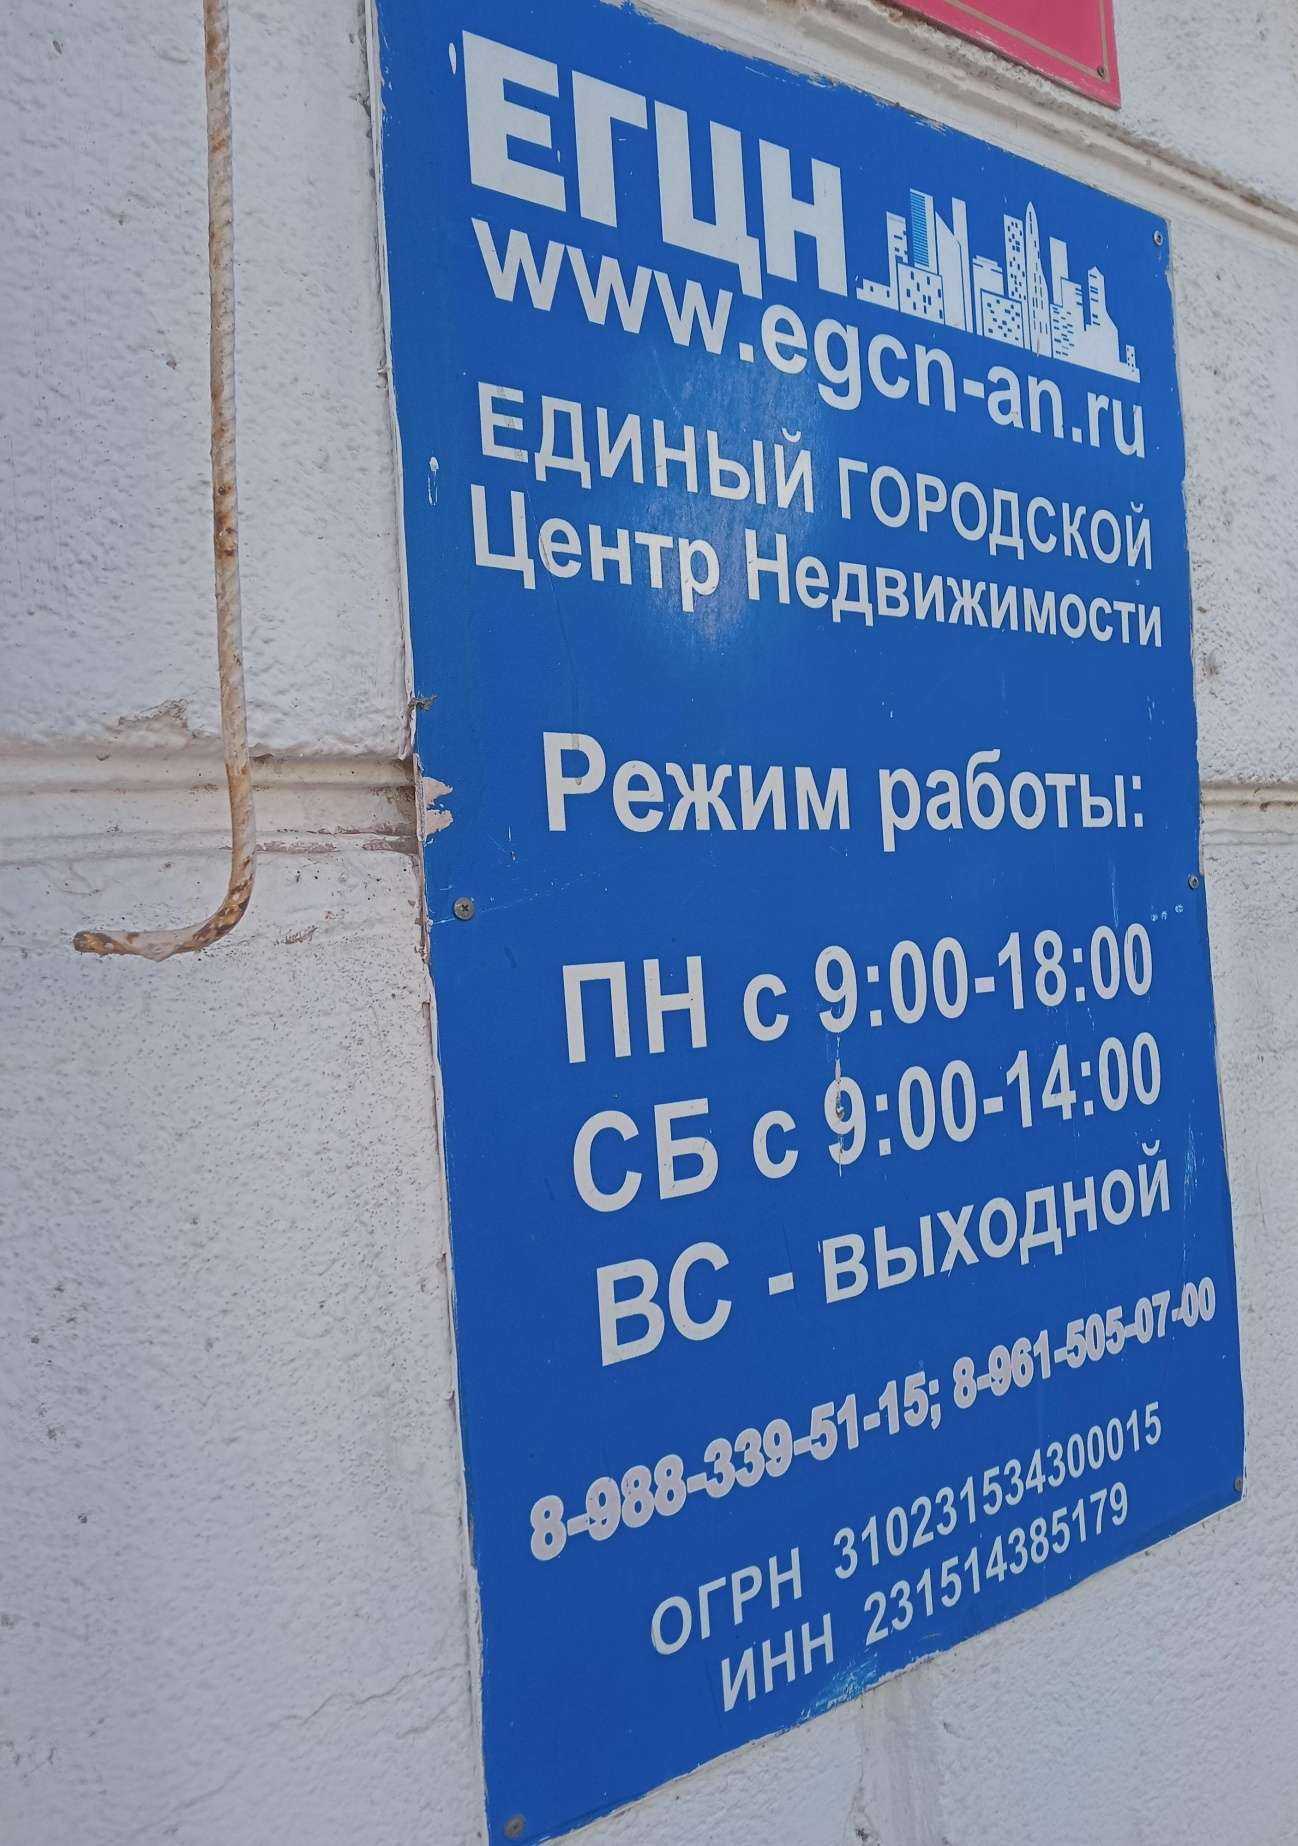 ЕГЦН
www.egcn-an.ru
ЕДИНЫЙ ГОРОДСКОЙ
Центр Недвижимости
Режим работы:
ПН с 9:00-18:00
СБ с 9:00-14:00
ВС - ВЫХОДНОЙ
8-988-339-51-15; 8-961-505-07-00
ОГРН 310231534300015
ИНН 231514385179